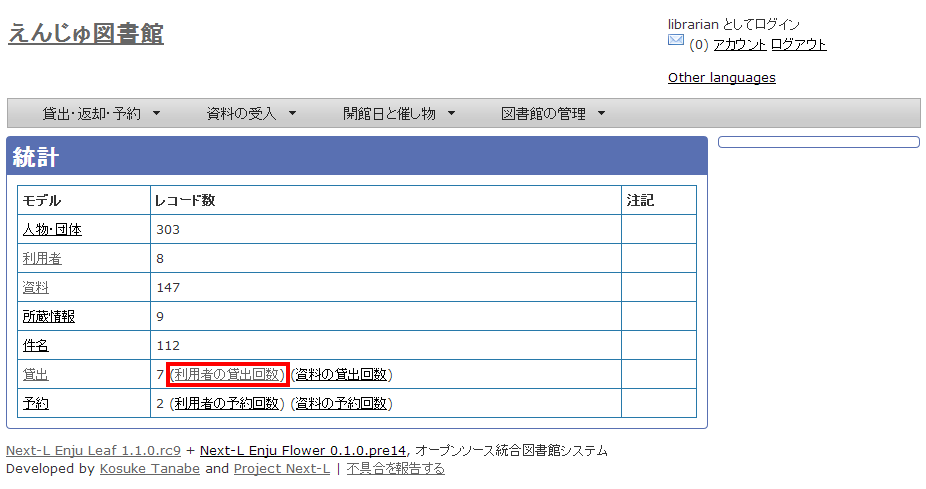 えんじゅ図書館
librarian としてログイン
(0) アカウント ログアウト
Other languages
貸出・返却・予約 ▼ 資料の受入 ▼ 開館日と催し物 ▼ 図書館の管理 ▼
統計
モデル レコード数 注記
人物・団体 303
利用者 8
資料 147
所蔵情報 9
件名 112
貸出 7 (利用者の貸出回数) (資料の貸出回数)
予約 2 (利用者の予約回数) (資料の予約回数)
Next-L Enju Leaf 1.1.0.rc9 + Next-L Enju Flower 0.1.0.pre14, オープンソース統合図書館システム
Developed by Kosuke Tanabe and Project Next-L | 不具合を報告する